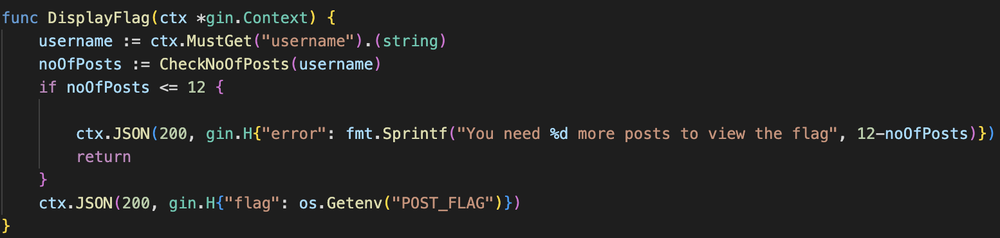 func DisplayFlag(ctx *gin.Context) {
    username := ctx.MustGet("username").(string)
    noOfPosts := CheckNoOfPosts(username)
    if noOfPosts <= 12 {
        ctx.JSON(200, gin.H{"error": fmt.Sprintf("You need %d more posts to view the flag", 12-noOfPosts)})
        return
    }
    ctx.JSON(200, gin.H{"flag": os.Getenv("POST_FLAG")})
}